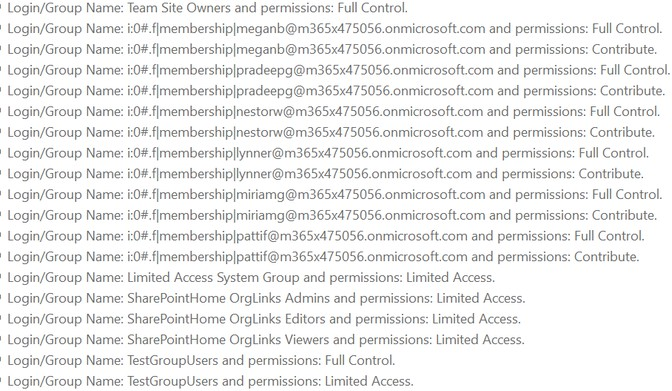 Login/Group Name: Team Site Owners and permissions: Full Control.
Login/Group Name: i:0#.f|membership|meganb@m365x475056.onmicrosoft.com and permissions: Full Control.
Login/Group Name: i:0#.f|membership|meganb@m365x475056.onmicrosoft.com and permissions: Contribute.
Login/Group Name: i:0#.f|membership|pradeepg@m365x475056.onmicrosoft.com and permissions: Full Control.
Login/Group Name: i:0#.f|membership|pradeepg@m365x475056.onmicrosoft.com and permissions: Contribute.
Login/Group Name: i:0#.f|membership|nestorw@m365x475056.onmicrosoft.com and permissions: Full Control.
Login/Group Name: i:0#.f|membership|nestorw@m365x475056.onmicrosoft.com and permissions: Contribute.
Login/Group Name: i:0#.f|membership|lynner@m365x475056.onmicrosoft.com and permissions: Full Control.
Login/Group Name: i:0#.f|membership|lynner@m365x475056.onmicrosoft.com and permissions: Contribute.
Login/Group Name: i:0#.f|membership|miriamg@m365x475056.onmicrosoft.com and permissions: Full Control.
Login/Group Name: i:0#.f|membership|miriamg@m365x475056.onmicrosoft.com and permissions: Contribute.
Login/Group Name: i:0#.f|membership|pattif@m365x475056.onmicrosoft.com and permissions: Full Control.
Login/Group Name: i:0#.f|membership|pattif@m365x475056.onmicrosoft.com and permissions: Contribute.
Login/Group Name: Limited Access System Group and permissions: Limited Access.
Login/Group Name: SharePointHome OrgLinks Admins and permissions: Limited Access.
Login/Group Name: SharePointHome OrgLinks Editors and permissions: Limited Access.
Login/Group Name: SharePointHome OrgLinks Viewers and permissions: Limited Access.
Login/Group Name: TestGroupUsers and permissions: Full Control.
Login/Group Name: TestGroupUsers and permissions: Limited Access.